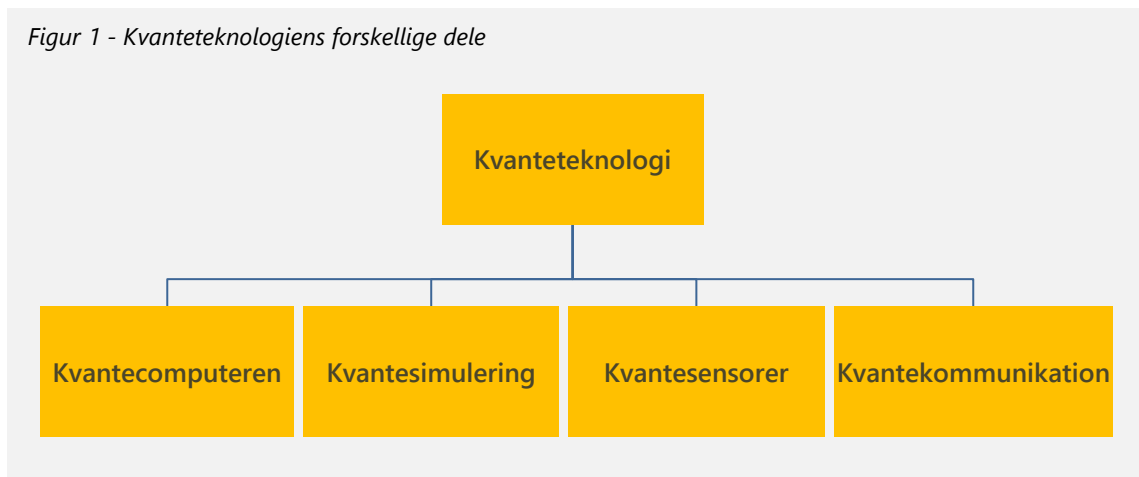 Figur 1 - Kvanteteknologiens forskellige dele
Kvanteteknologi
Kvantecomputeren
Kvantesimulering
Kvantesensorer
Kvantekommunikation